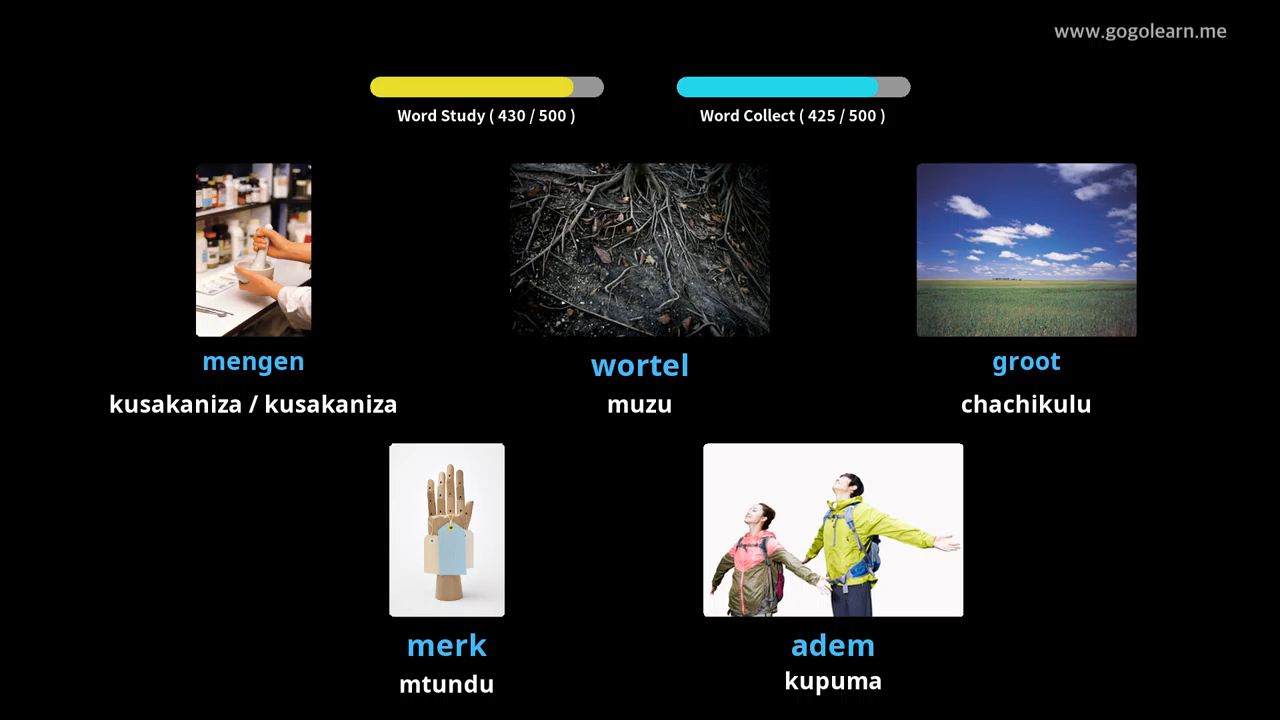 www.gogolearn.me
Word Study ( 430 / 500 )
Word Collect ( 425 / 500 )
mengen
wortel
groot
kusakaniza / kusakaniza
muzu
chachikulu
merk
adem
mtundu
kupuma